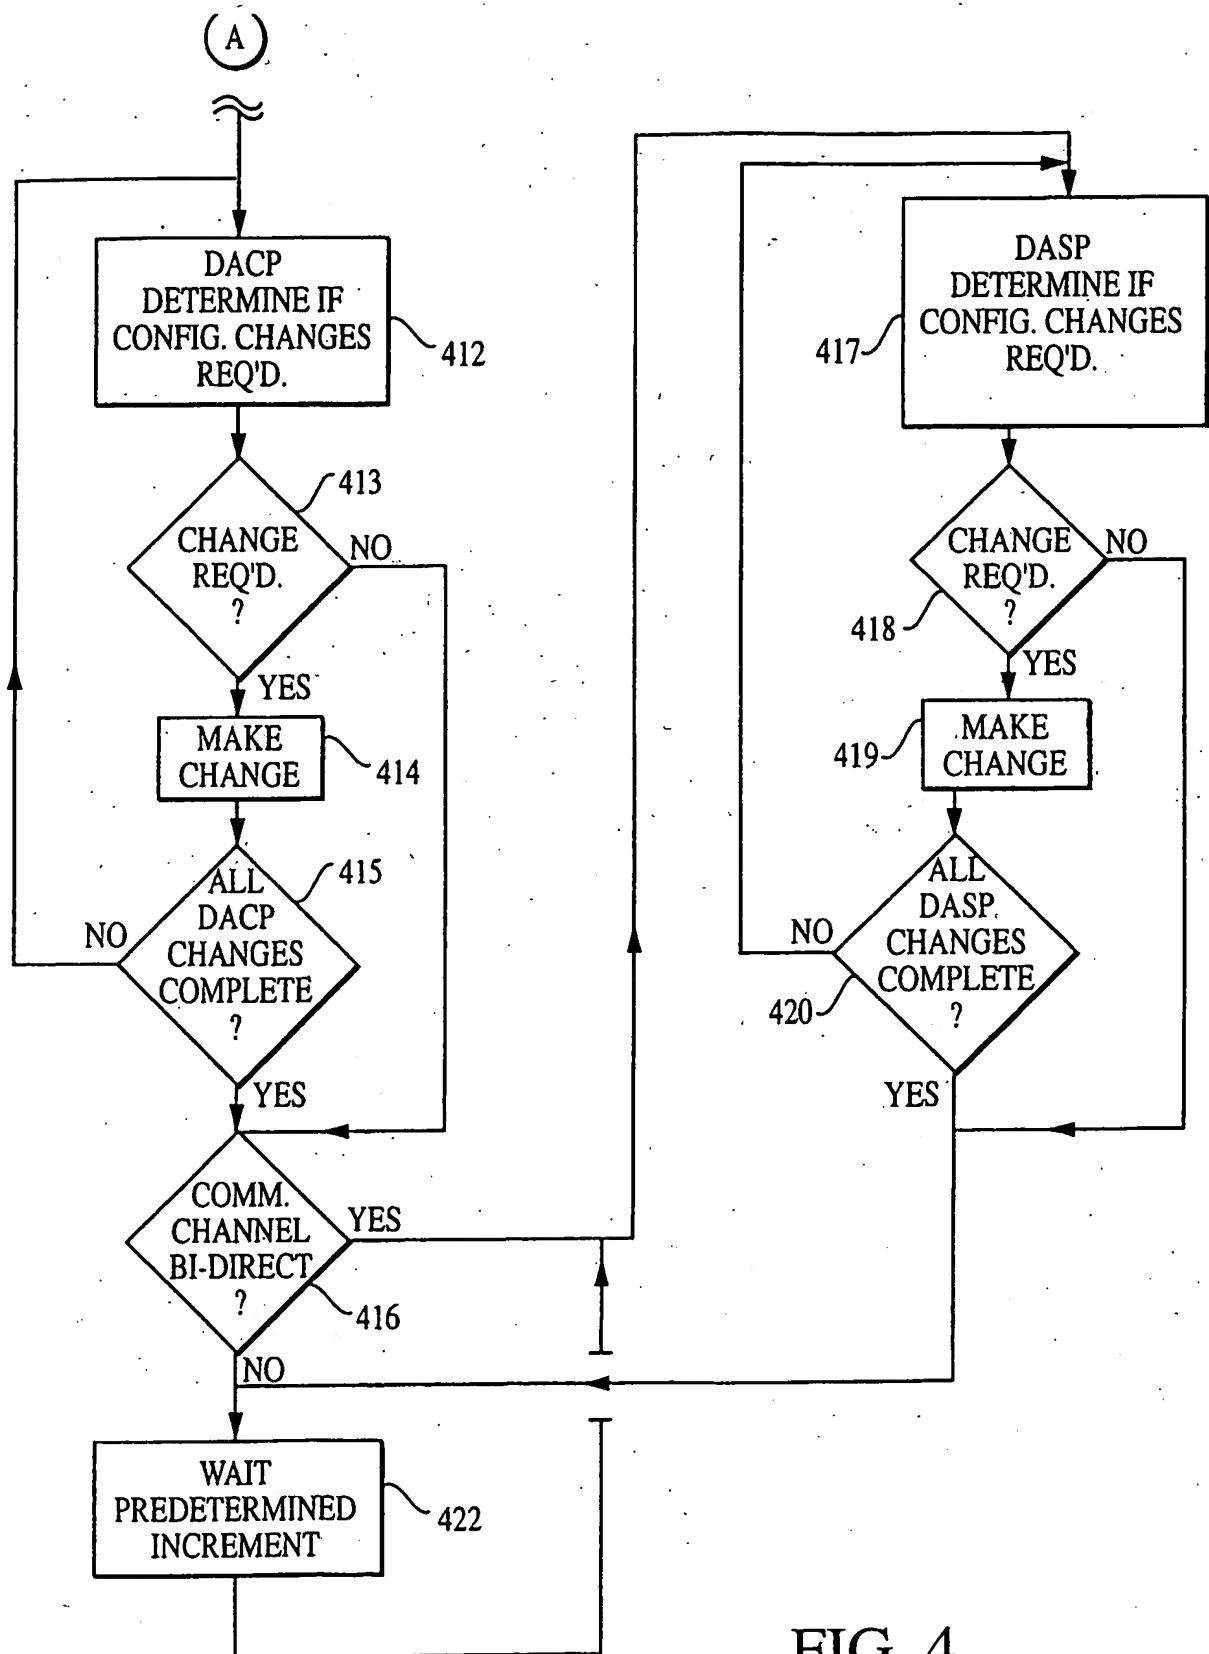 A
DACP
DETERMINE IF
CONFIG. CHANGES
REQ'D.
412
413
CHANGE
REQ'D.
?
NO
YES
MAKE
CHANGE
414
415
ALL
DACP
CHANGES
COMPLETE
?
NO
YES
COMM.
CHANNEL
BI-DIRECT
?
YES
416
NO
WAIT
PREDETERMINED
INCREMENT
422
DASP
DETERMINE IF
CONFIG. CHANGES
REQ'D.
417
CHANGE
REQ'D.
?
NO
418
YES
MAKE
CHANGE
419
ALL
DASP
CHANGES
COMPLETE
?
NO
420
YES
FIG. 4